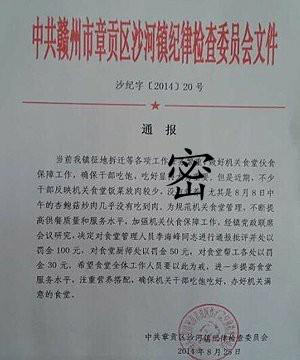 中共赣州市章贡区沙河镇纪律检查委员会文件
沙纪字〔2014〕20号
通报
密
当前我镇征地拆迁等各项工作 做好机关食堂伙食
保障工作，确保干部吃饱、吃好显 但是近期，不少
干部反映机关食堂饭菜放肉较少、没 尤其是8月8日中
午的杏鲍菇炒肉几乎没有吃到肉。为规范机关食堂管理，不断
提高供餐质量和服务水平，加强机关伙食保障工作，经镇党政联席
会议研究，决定对食堂管理人员李海峰同志进行通报批评并处以
罚金100元，对食堂厨师处以罚金50元，对食堂帮工各处以罚
金30元，希望食堂全体工作人员要以此为戒，进一步提高食堂
服务水平，注重营养搭配，确保机关干部吃饱吃好，办好机关满
意的食堂。
中共章贡区沙河镇纪律检查委员会
2014年8月25日